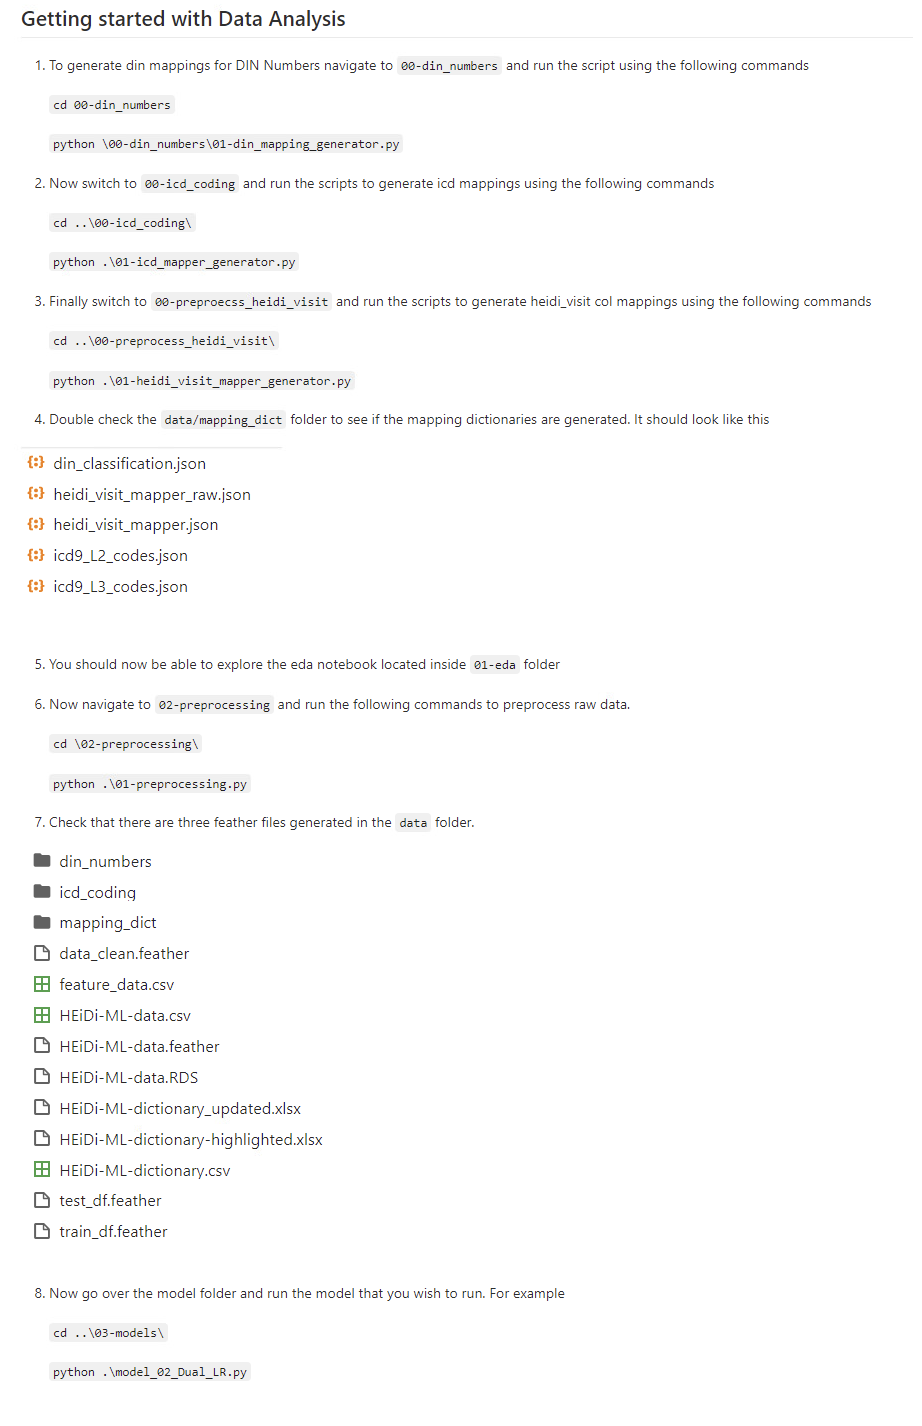 Getting started with Data Analysis
1. To generate din mappings for DIN Numbers navigate to 00-din_numbers and run the script using the following commands
cd 00-din_numbers
python \00-din_numbers\01-din_mapping_generator.py
2. Now switch to 00-icd_coding and run the scripts to generate icd mappings using the following commands
cd ..\00-icd_coding\
python .\01-icd_mapper_generator.py
3. Finally switch to 00-preproecss_heidi_visit and run the scripts to generate heidi_visit col mappings using the following commands
cd ..\00-preprocess_heidi_visit\
python .\01-heidi_visit_mapper_generator.py
4. Double check the data/mapping_dict folder to see if the mapping dictionaries are generated. It should look like this
din_classification.json
heidi_visit_mapper_raw.json
heidi_visit_mapper.json
icd9_L2_codes.json
icd9_L3_codes.json
5. You should now be able to explore the eda notebook located inside 01-eda folder
6. Now navigate to 02-preprocessing and run the following commands to preprocess raw data.
cd \02-preprocessing\
python .\01-preprocessing.py
7. Check that there are three feather files generated in the data folder.
din_numbers
icd_coding
mapping_dict
data_clean.feather
feature_data.csv
HEiDi-ML-data.csv
HEiDi-ML-data.feather
HEiDi-ML-data.RDS
HEiDi-ML-dictionary_updated.xlsx
HEiDi-ML-dictionary-highlighted.xlsx
HEiDi-ML-dictionary.csv
test_df.feather
train_df.feather
8. Now go over the model folder and run the model that you wish to run. For example
cd ..\03-models\
python .\model_02_Dual_LR.py